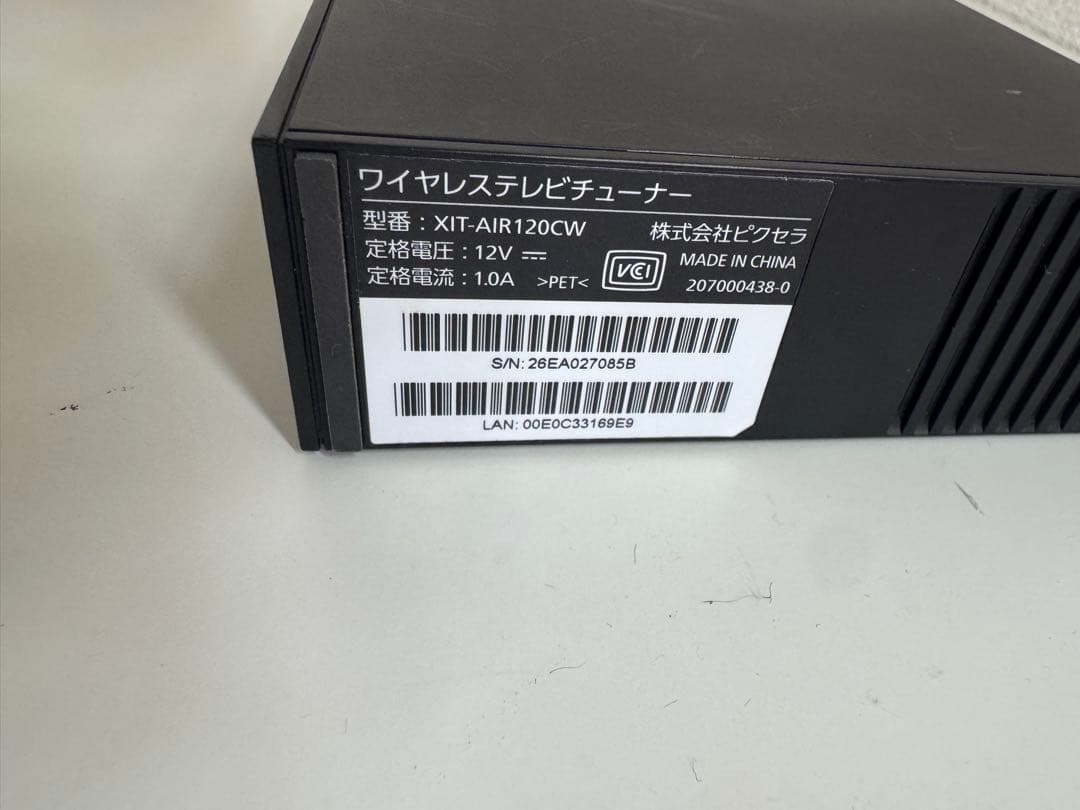 ワイヤレステレビチューナー
型番：XIT-AIR120CW 株式会社ピクセラ
定格電圧：12V ⎓ MADE IN CHINA
定格電流：1.0A >PET< VCCI 207000438-0
S/N: 26EA027085B
LAN: 00E0C33169E9